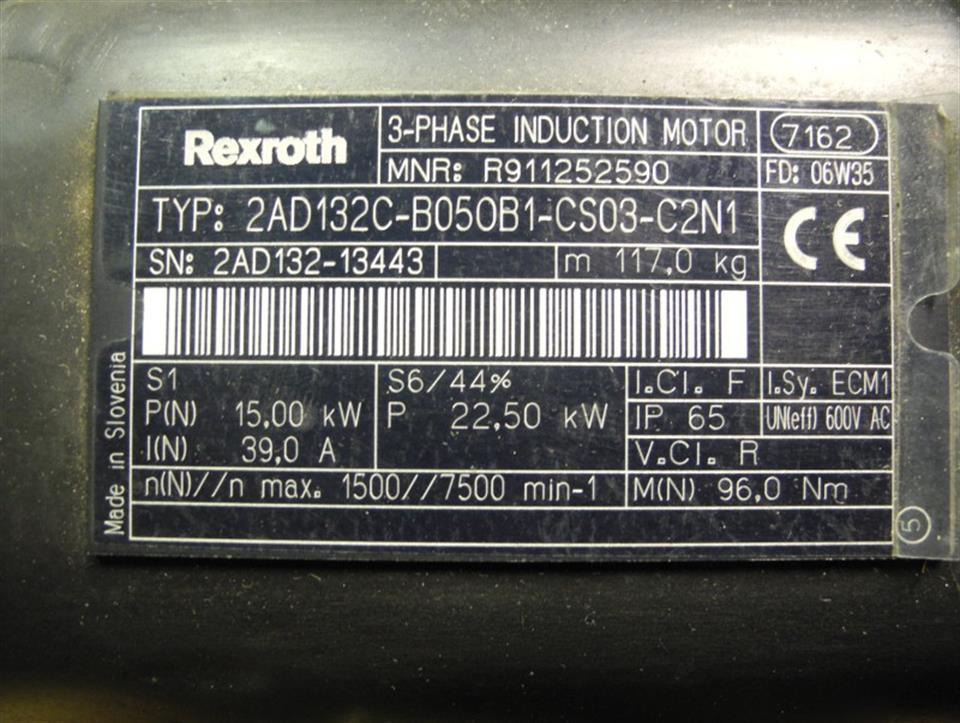 Rexroth
3-PHASE INDUCTION MOTOR
7162
MNR: R911252590
FD: 06W35
TYP: 2AD132C-B050B1-CS03-C2N1
CE
SN: 2AD132-13443
m 117,0 kg
Made in Slovenia
S1
S6/44%
I.Cl. F
I.Sy. ECM1
P(N) 15,00 kW
P 22,50 kW
IP 65
UN(eff) 600V AC
I(N) 39,0 A
V.Cl. R
n(N)//n max. 1500//7500 min-1
M(N) 96,0 Nm
5